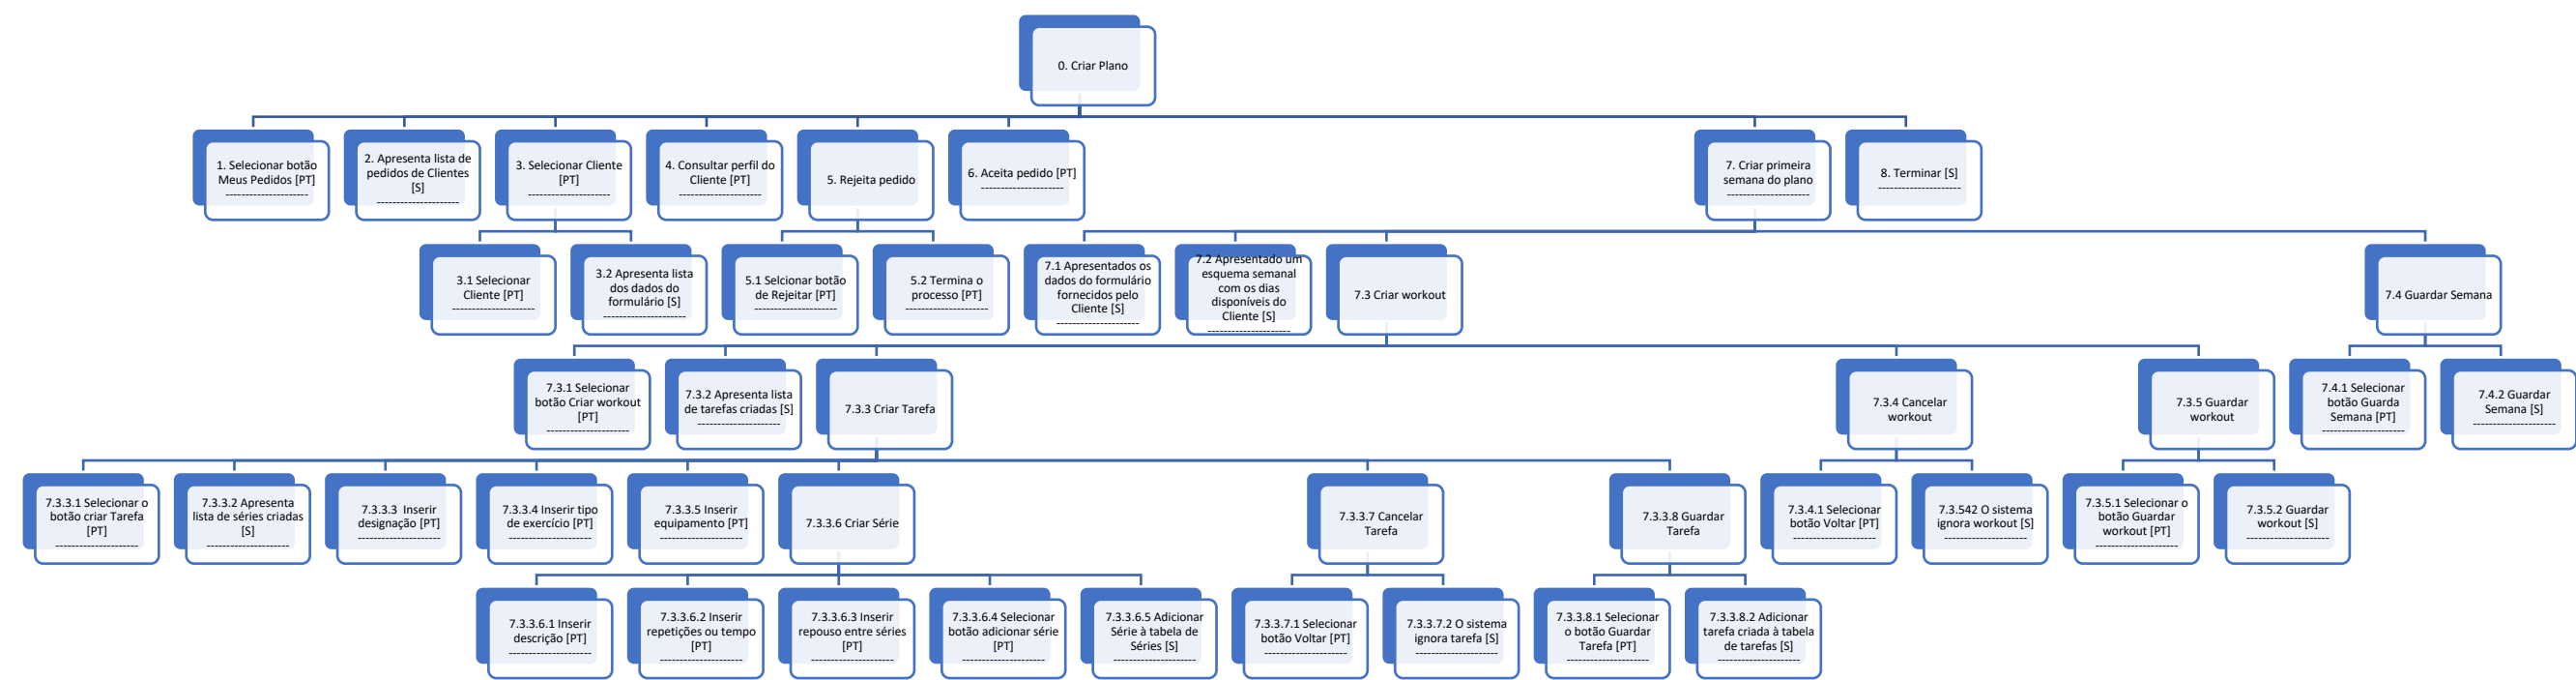 0. Criar Plano
1. Selecionar botão
Meus Pedidos [PT]
---------------------
2. Apresenta lista de
pedidos de Clientes
[S]
---------------------
3. Selecionar Cliente
[PT]
---------------------
4. Consultar perfil do
Cliente [PT]
---------------------
5. Rejeita pedido
6. Aceita pedido [PT]
---------------------
7. Criar primeira
semana do plano
---------------------
8. Terminar [S]
---------------------
3.1 Selecionar
Cliente [PT]
---------------------
3.2 Apresenta lista
dos dados do
formulário [S]
---------------------
5.1 Selcionar botão
de Rejeitar [PT]
---------------------
5.2 Termina o
processo [PT]
---------------------
7.1 Apresentados os
dados do formulário
fornecidos pelo
Cliente [S]
---------------------
7.2 Apresentado um
esquema semanal
com os dias
disponíveis do
Cliente [S]
---------------------
7.3 Criar workout
7.4 Guardar Semana
7.3.1 Selecionar
botão Criar workout
[PT]
---------------------
7.3.2 Apresenta lista
de tarefas criadas [S]
---------------------
7.3.3 Criar Tarefa
7.3.4 Cancelar
workout
7.3.5 Guardar
workout
7.4.1 Selecionar
botão Guarda
Semana [PT]
---------------------
7.4.2 Guardar
Semana [S]
---------------------
7.3.3.1 Selecionar o
botão criar Tarefa
[PT]
---------------------
7.3.3.2 Apresenta
lista de séries criadas
[S]
---------------------
7.3.3.3  Inserir
designação [PT]
---------------------
7.3.3.4 Inserir tipo
de exercício [PT]
---------------------
7.3.3.5 Inserir
equipamento [PT]
---------------------
7.3.3.6 Criar Série
7.3.3.7 Cancelar
Tarefa
7.3.3.8 Guardar
Tarefa
7.3.4.1 Selecionar
botão Voltar [PT]
---------------------
7.3.542 O sistema
ignora workout [S]
---------------------
7.3.5.1 Selecionar o
botão Guardar
workout [PT]
---------------------
7.3.5.2 Guardar
workout [S]
---------------------
7.3.3.6.1 Inserir
descrição [PT]
---------------------
7.3.3.6.2 Inserir
repetições ou tempo
[PT]
---------------------
7.3.3.6.3 Inserir
repouso entre séries
[PT]
---------------------
7.3.3.6.4 Selecionar
botão adicionar série
[PT]
---------------------
7.3.3.6.5 Adicionar
Série à tabela de
Séries [S]
---------------------
7.3.3.7.1 Selecionar
botão Voltar [PT]
---------------------
7.3.3.7.2 O sistema
ignora tarefa [S]
---------------------
7.3.3.8.1 Selecionar
o botão Guardar
Tarefa [PT]
---------------------
7.3.3.8.2 Adicionar
tarefa criada à tabela
de tarefas [S]
---------------------